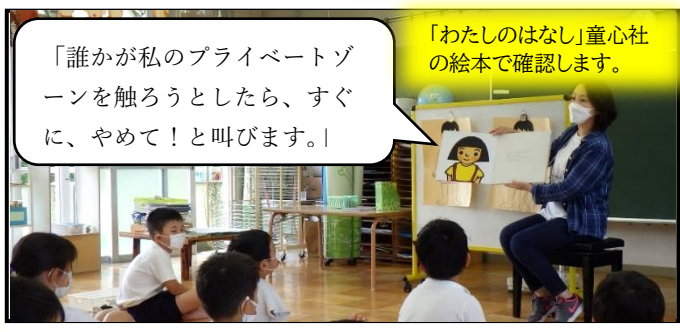 「誰かが私のプライベートゾ
ーンを触ろうとしたら、すぐ
に、やめて！と叫びます。」
「わたしのはなし」童心社
の絵本で確認します。